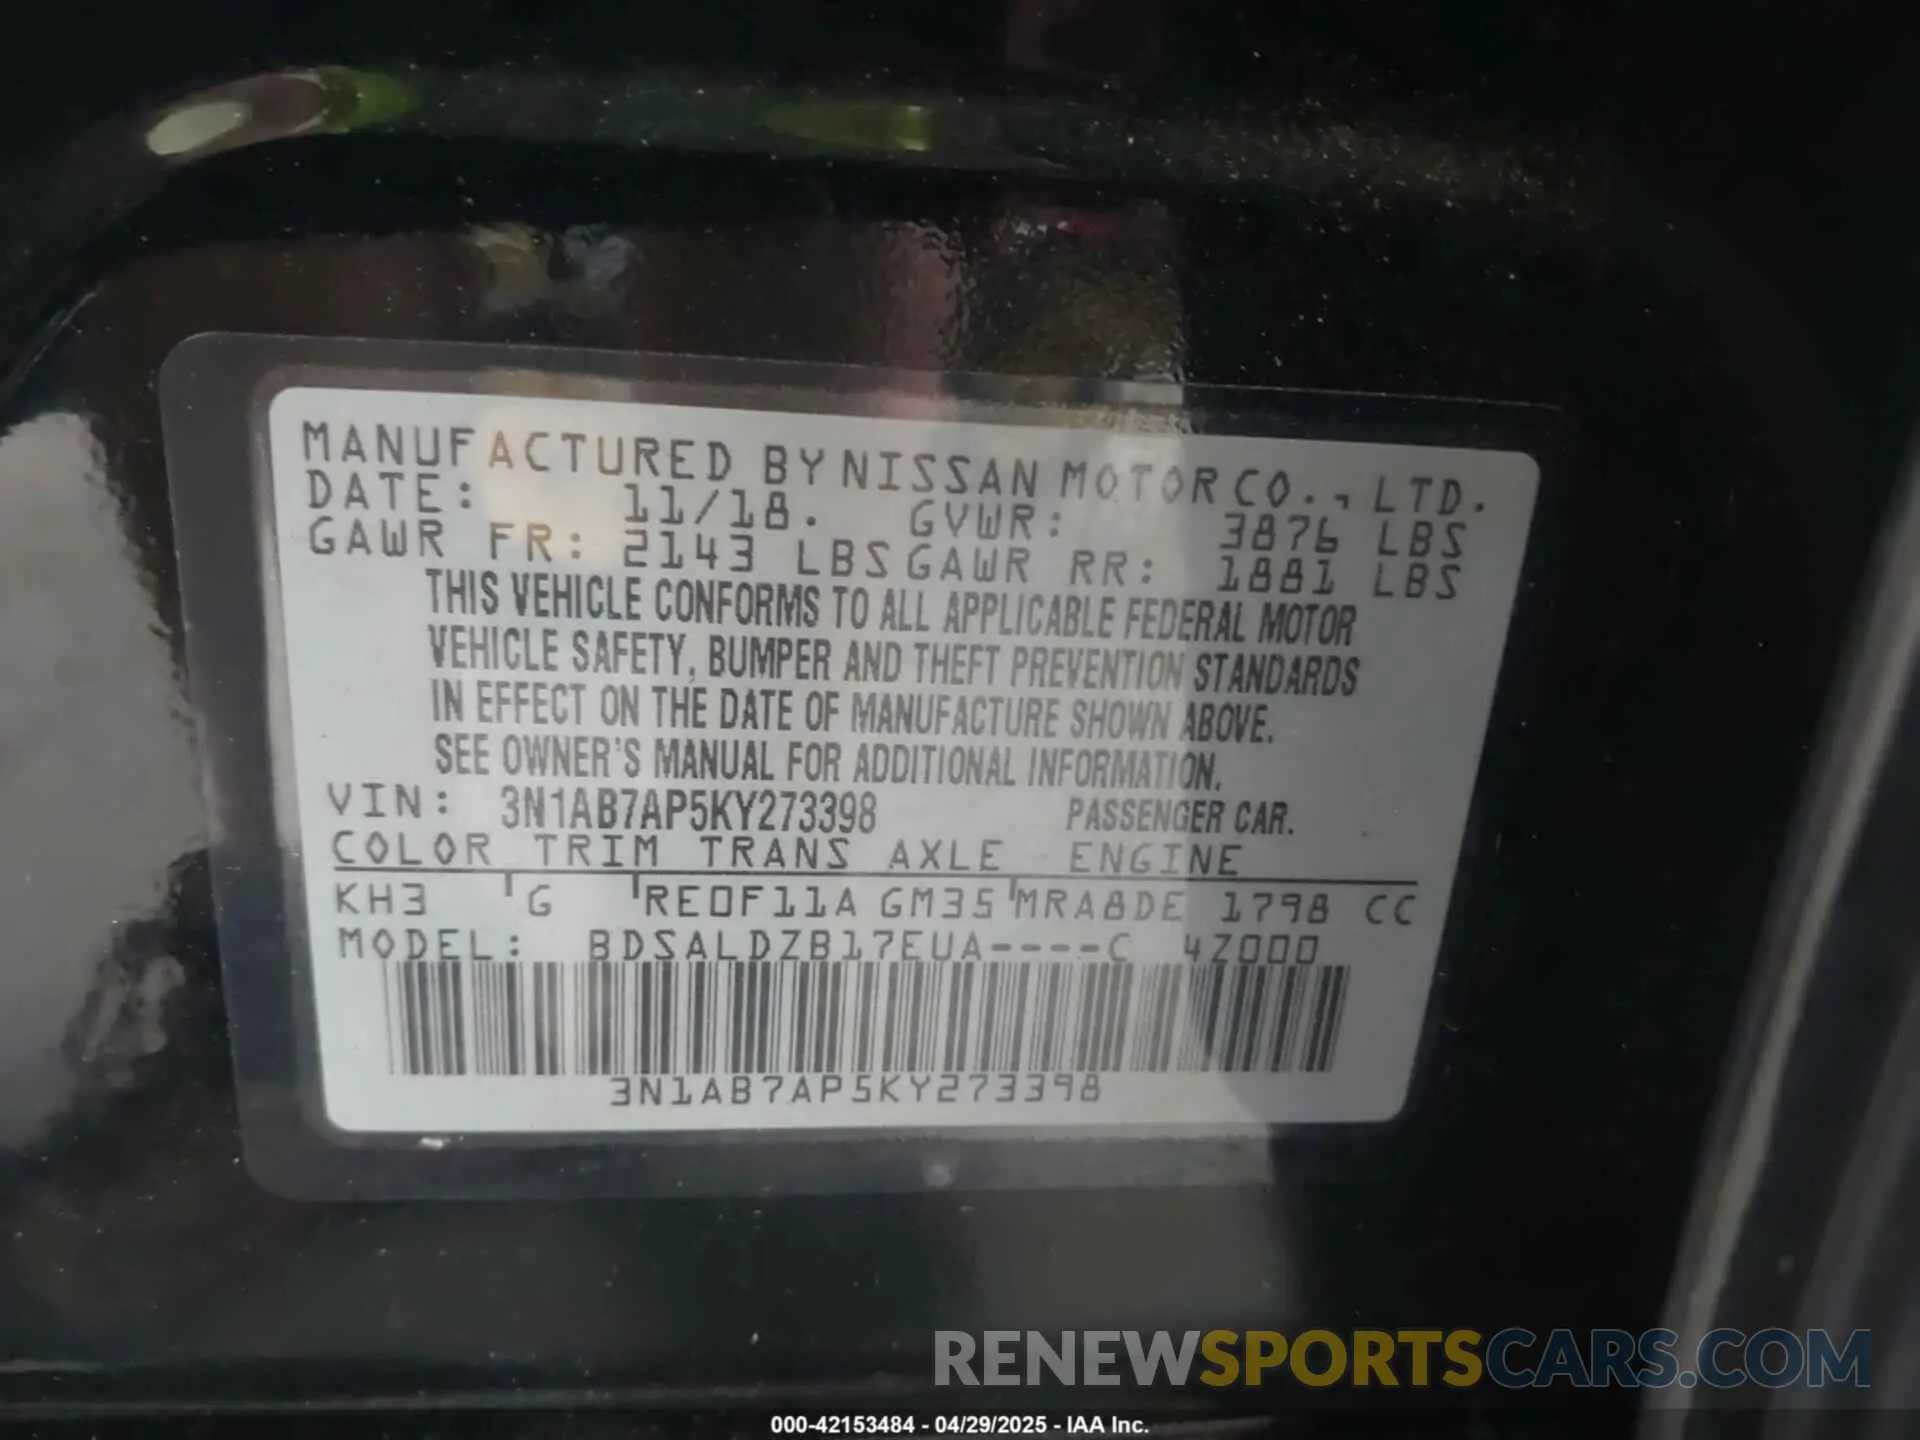 MANUFACTURED BY NISSAN MOTOR CO., LTD.
DATE: 11/18. GVWR: 3876 LBS
GAWR FR: 2143 LBS GAWR RR: 1881 LBS
THIS VEHICLE CONFORMS TO ALL APPLICABLE FEDERAL MOTOR
VEHICLE SAFETY, BUMPER AND THEFT PREVENTION STANDARDS
IN EFFECT ON THE DATE OF MANUFACTURE SHOWN ABOVE.
SEE OWNER'S MANUAL FOR ADDITIONAL INFORMATION.
VIN: 3N1AB7AP5KY273398 PASSENGER CAR.
COLOR TRIM TRANS AXLE ENGINE
KH3 G RE0F11A GM35 MRA8DE 1798 CC
MODEL: BDSALDZB17EUA----C 4Z000
3N1AB7AP5KY273398
RENEWSPORTSCARS.COM
000-42153484 - 04/29/2025 - IAA Inc.